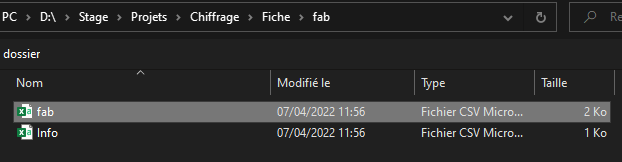 PC > D:\ > Stage > Projets > Chiffrage > Fiche > fab Re
dossier
Nom Modifié le Type Taille
fab 07/04/2022 11:56 Fichier CSV Micro... 2 Ko
Info 07/04/2022 11:56 Fichier CSV Micro... 1 Ko